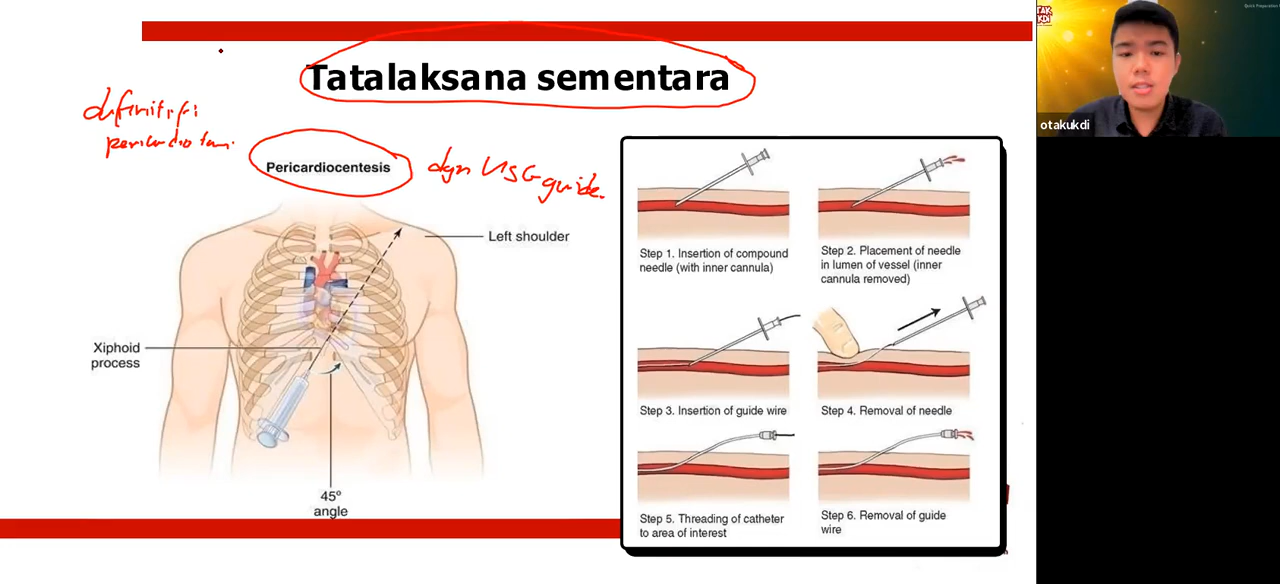 Tatalaksana sementara
definitif:
pericardiotom.
Pericardiocentesis
dgn USG guide.
Left shoulder
Xiphoid
process
45º
angle
Step 1. Insertion of compound
needle (with inner cannula)
Step 2. Placement of needle
in lumen of vessel (inner
cannula removed)
Step 3. Insertion of guide wire
Step 4. Removal of needle
Step 5. Threading of catheter
to area of interest
Step 6. Removal of guide
wire
otakukdi